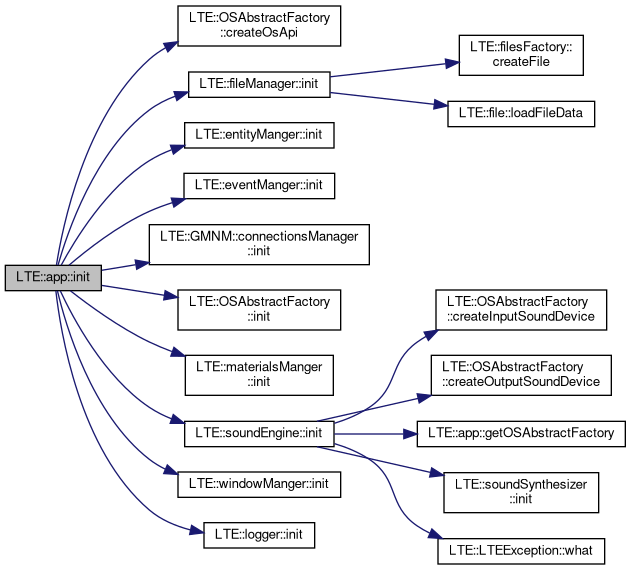 LTE::app::init
LTE::OSAbstractFactory
::createOsApi
LTE::fileManager::init
LTE::filesFactory::
createFile
LTE::file::loadFileData
LTE::entityManger::init
LTE::eventManger::init
LTE::GMNM::connectionsManager
::init
LTE::OSAbstractFactory
::init
LTE::materialsManger
::init
LTE::soundEngine::init
LTE::OSAbstractFactory
::createInputSoundDevice
LTE::OSAbstractFactory
::createOutputSoundDevice
LTE::app::getOSAbstractFactory
LTE::soundSynthesizer
::init
LTE::LTEException::what
LTE::windowManger::init
LTE::logger::init